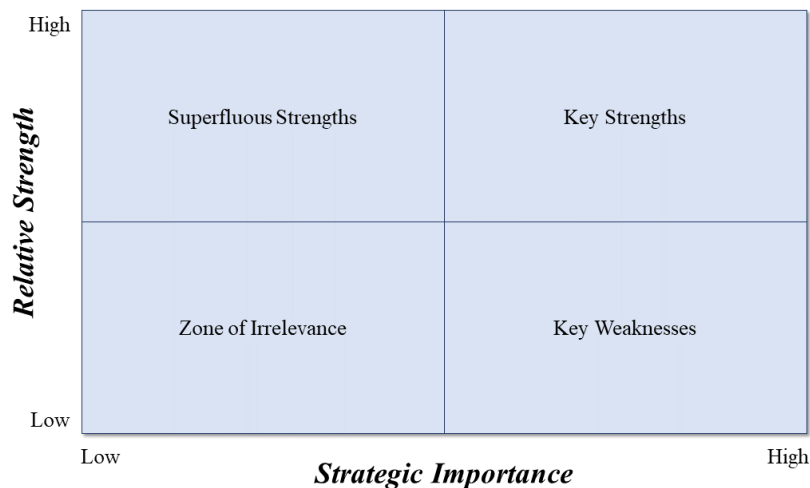 High
Superfluous Strengths
Key Strengths
Relative Strength
Zone of Irrelevance
Key Weaknesses
Low
Low
High
Strategic Importance